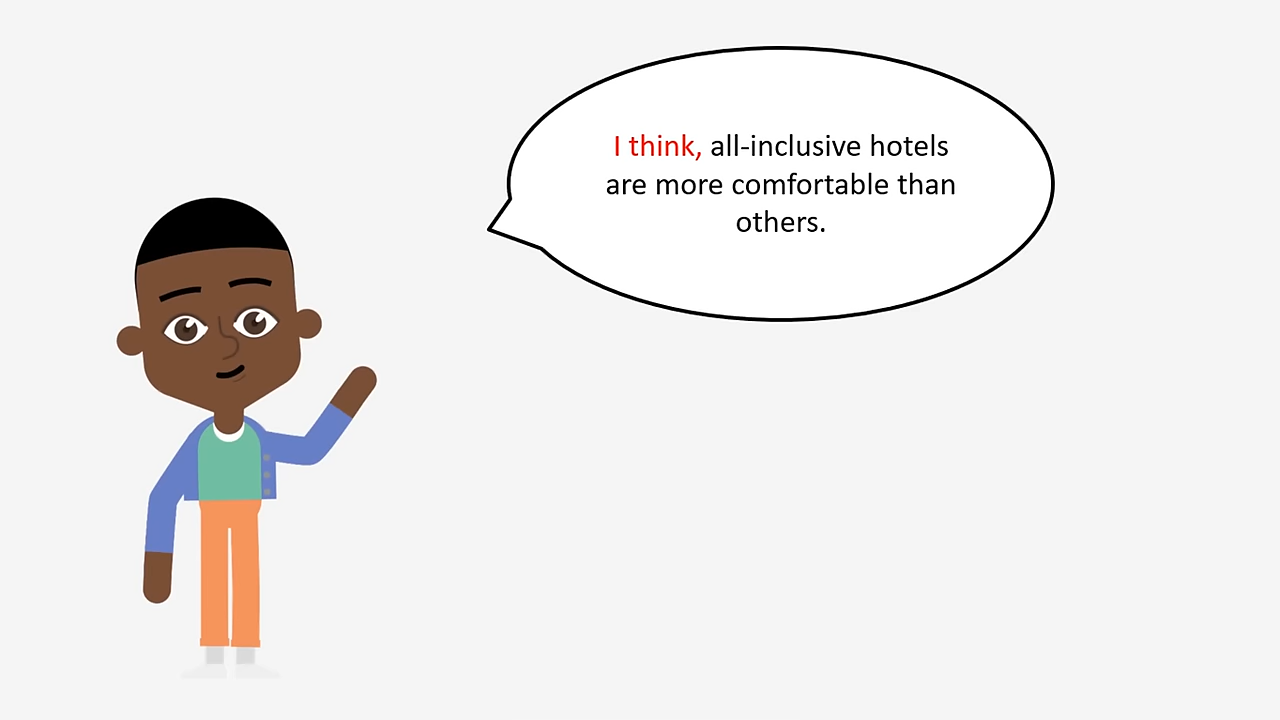 I think, all-inclusive hotels
are more comfortable than
others.